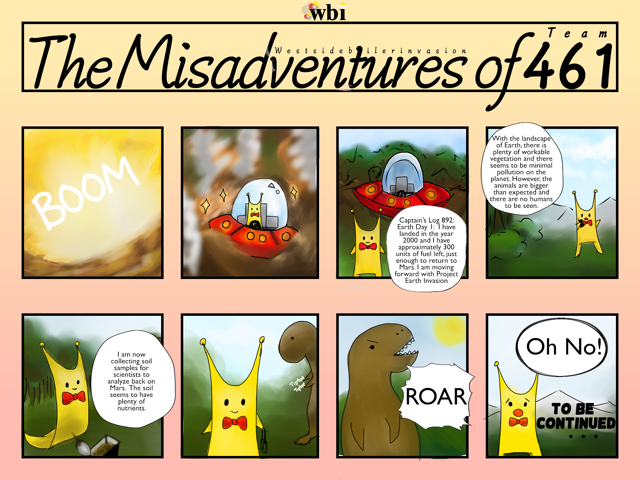 wbi
Team
Westsideboilerinvasion
The Misadventures of 461
BOOM
Captain's Log 892:
Earth Day 1: I have
landed in the year
2000 and I have
approximately 300
units of fuel left, just
enough to return to
Mars. I am moving
forward with Project
Earth Invasion
With the landscape
of Earth, there is
plenty of workable
vegetation and there
seems to be minimal
pollution on the
planet. However, the
animals are bigger
than expected and
there are no humans
to be seen.
I am now
collecting soil
samples for
scientists to
analyze back on
Mars. The soil
seems to have
plenty of
nutrients.
ROAR
Oh No!
TO BE
CONTINUED
...